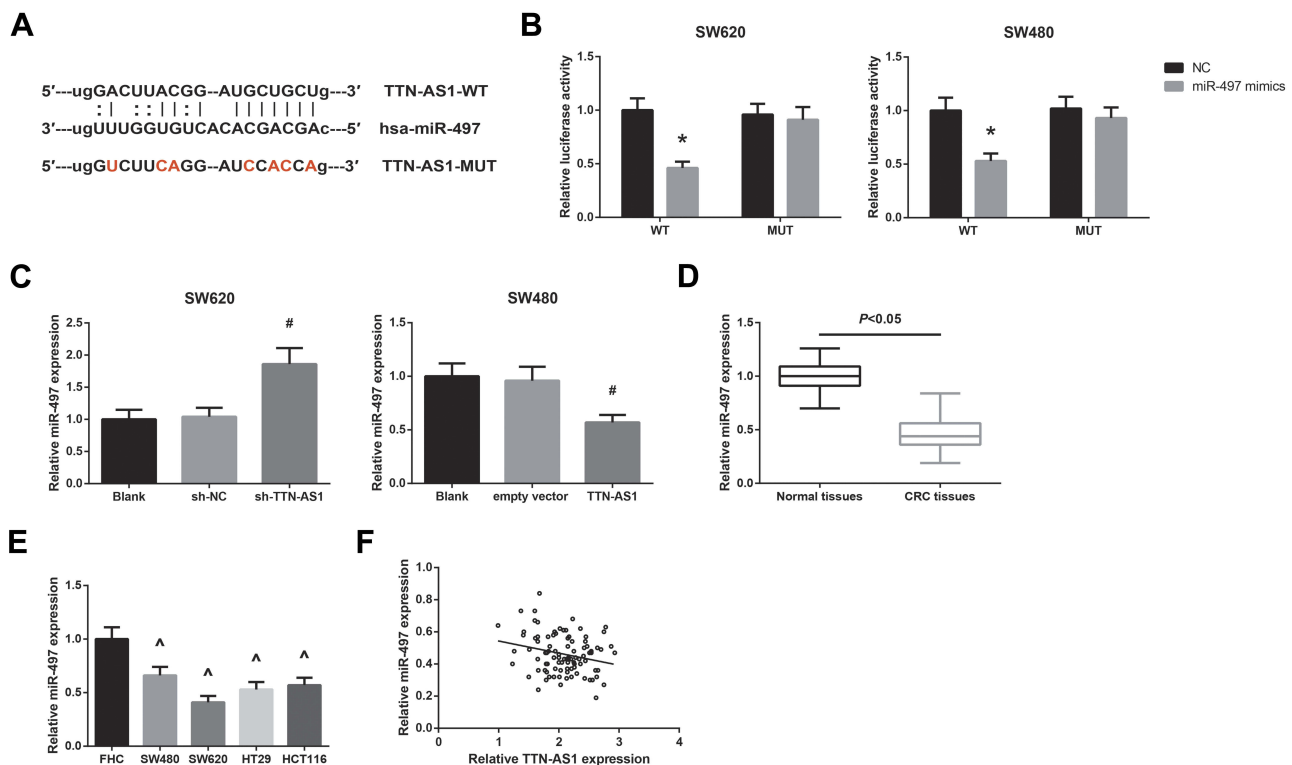 A
5′---ugGACUUACGG--AUGCUGCUg---3′ TTN-AS1-WT
3′---ugUUUGGUGUCACACGACGAc---5′ hsa-miR-497
5′---ugGUCUUCAGG--AUCCACCAg---3′ TTN-AS1-MUT
B
SW620
Relative luciferase activity
1.5
1.0
0.5
0.0
*
WT
MUT
SW480
Relative luciferase activity
1.5
1.0
0.5
0.0
*
WT
MUT
NC
miR-497 mimics
C
SW620
Relative miR-497 expression
2.5
2.0
1.5
1.0
0.5
0.0
#
Blank
sh-NC
sh-TTN-AS1
SW480
Relative miR-497 expression
1.5
1.0
0.5
0.0
#
Blank
empty vector
TTN-AS1
D
Relative miR-497 expression
1.5
1.0
0.5
0.0
P<0.05
Normal tissues
CRC tissues
E
Relative miR-497 expression
1.5
1.0
0.5
0.0
^
^
^
^
FHC
SW480
SW620
HT29
HCT116
F
Relative miR-497 expression
1.0
0.8
0.6
0.4
0.2
0.0
0
1
2
3
4
Relative TTN-AS1 expression